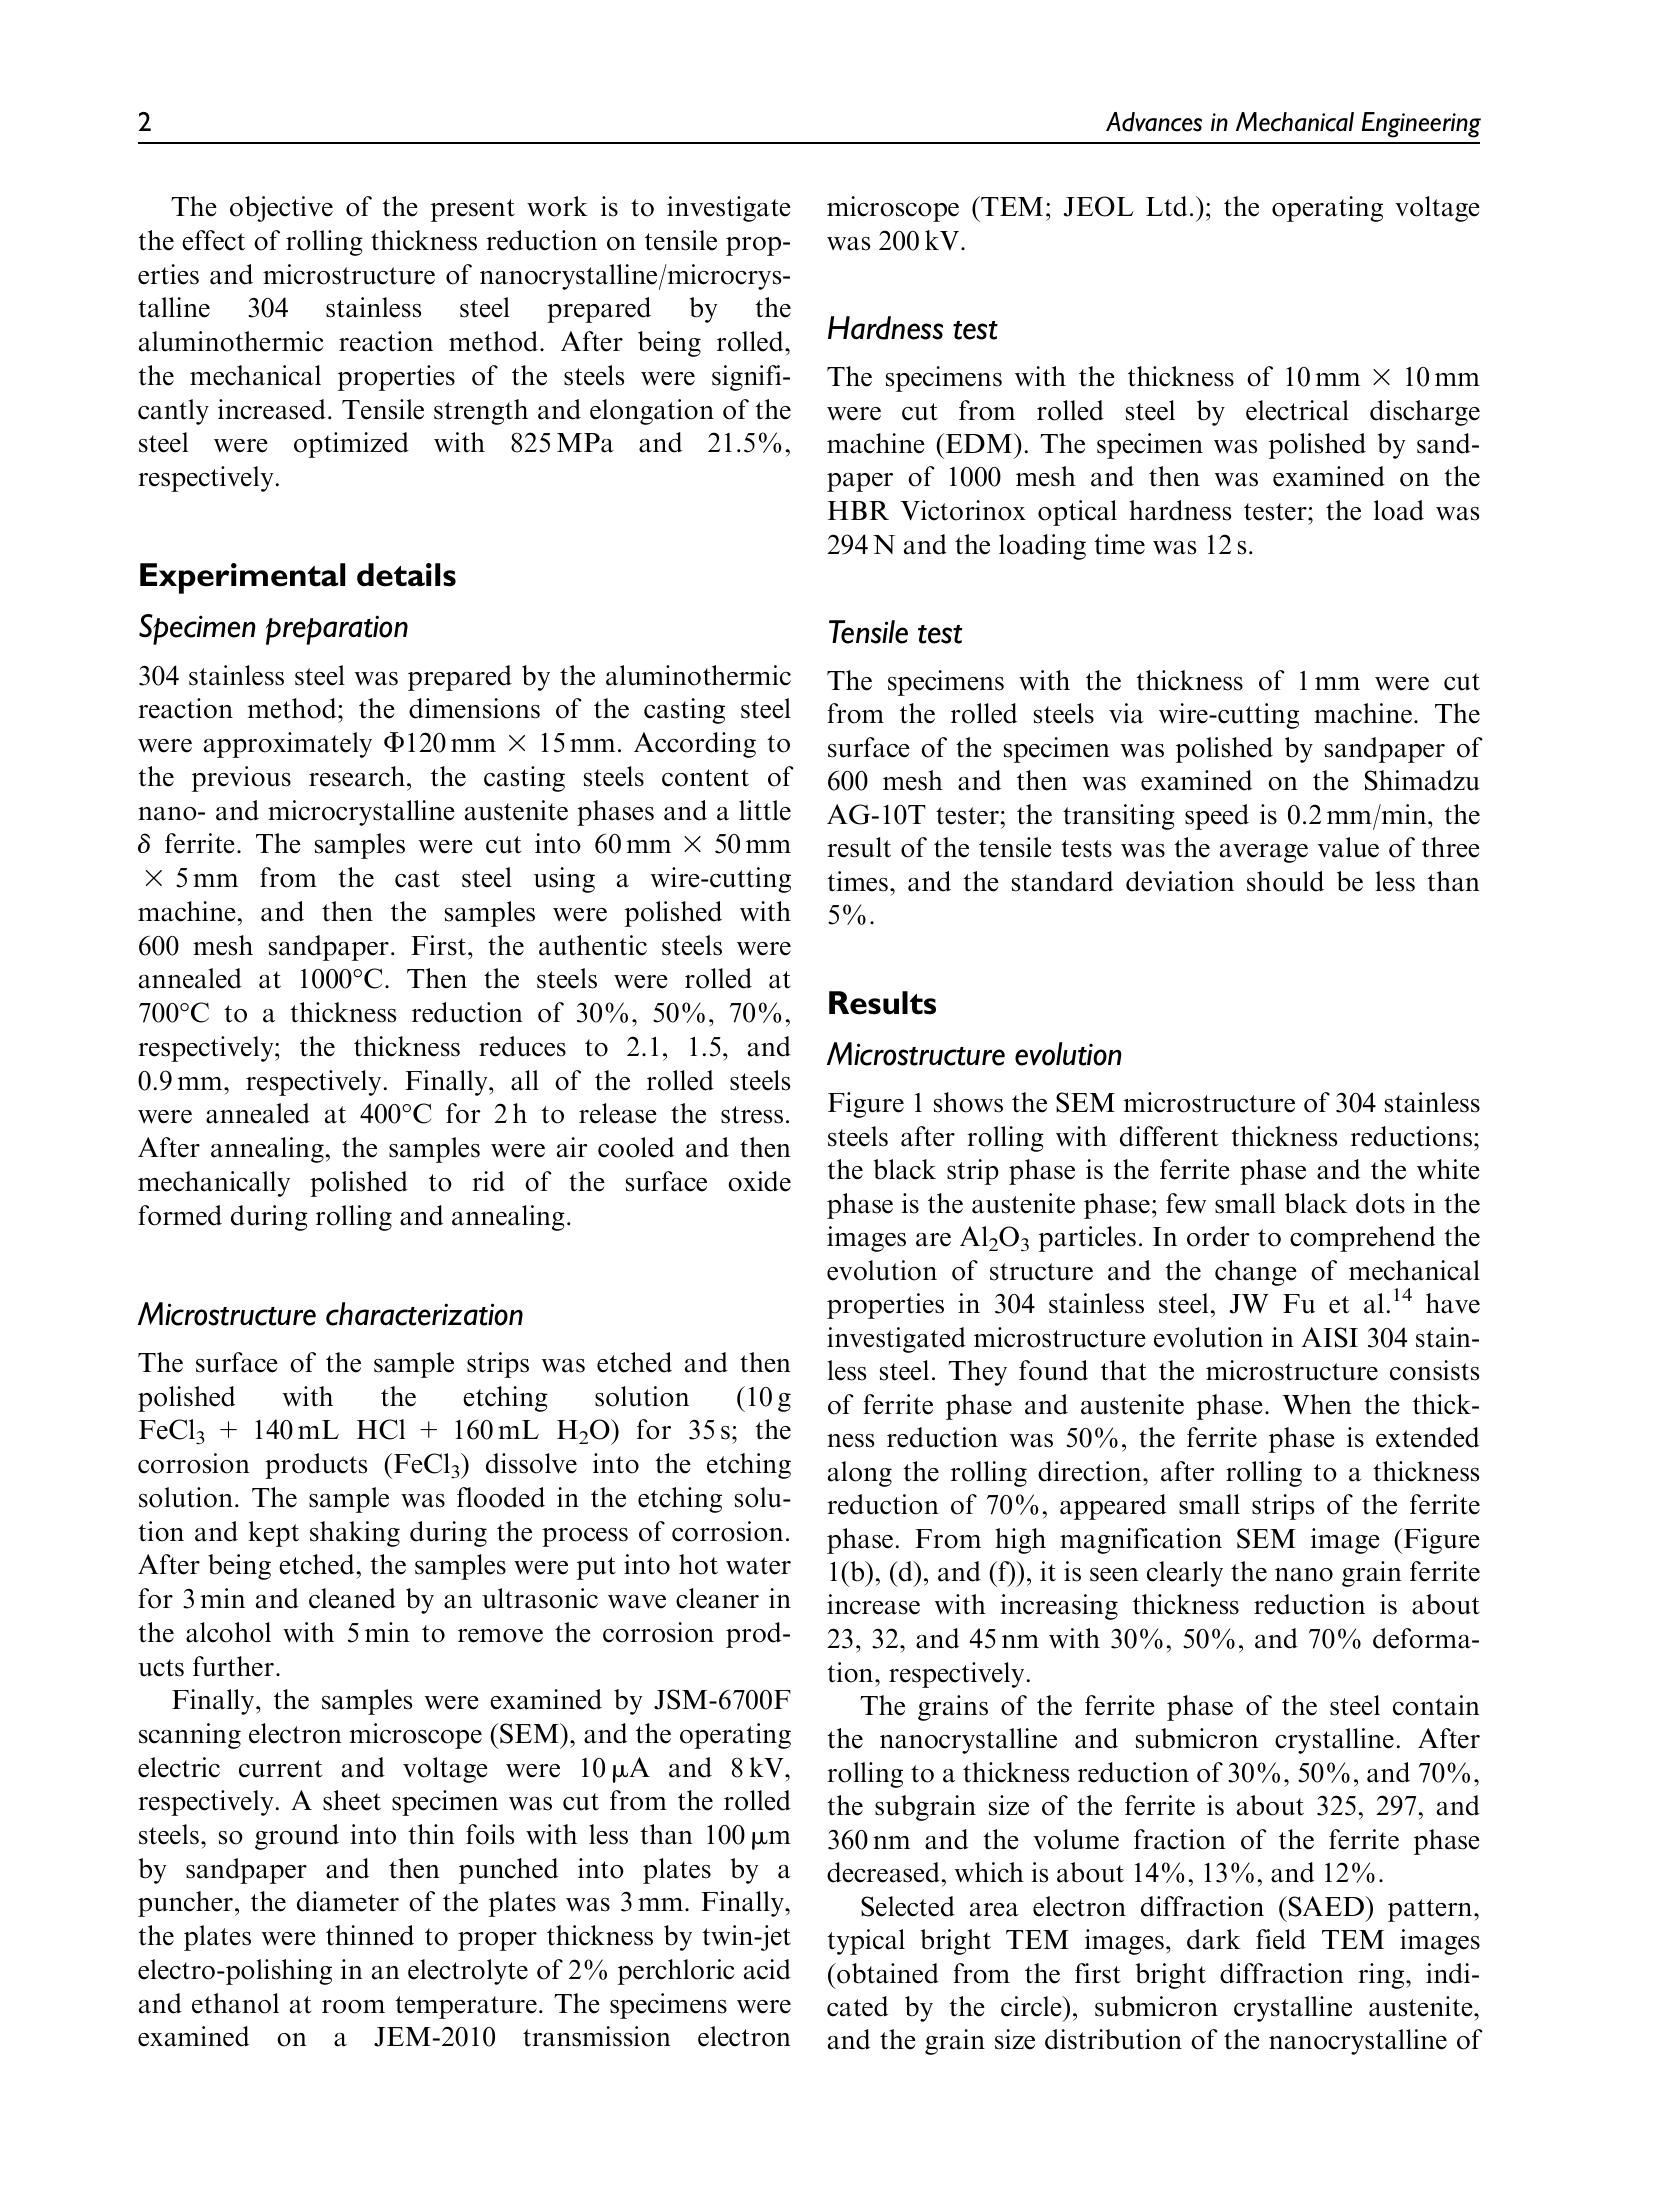 2
Advances in Mechanical Engineering
The objective of the present work is to investigate
the effect of rolling thickness reduction on tensile prop-
erties and microstructure of nanocrystalline/microcrys-
talline 304 stainless steel prepared by the
aluminothermic reaction method. After being rolled,
the mechanical properties of the steels were signifi-
cantly increased. Tensile strength and elongation of the
steel were optimized with 825 MPa and 21.5%,
respectively.
Experimental details
Specimen preparation
304 stainless steel was prepared by the aluminothermic
reaction method; the dimensions of the casting steel
were approximately Φ120 mm × 15 mm. According to
the previous research, the casting steels content of
nano- and microcrystalline austenite phases and a little
δ ferrite. The samples were cut into 60 mm × 50 mm
× 5 mm from the cast steel using a wire-cutting
machine, and then the samples were polished with
600 mesh sandpaper. First, the authentic steels were
annealed at 1000°C. Then the steels were rolled at
700°C to a thickness reduction of 30%, 50%, 70%,
respectively; the thickness reduces to 2.1, 1.5, and
0.9 mm, respectively. Finally, all of the rolled steels
were annealed at 400°C for 2 h to release the stress.
After annealing, the samples were air cooled and then
mechanically polished to rid of the surface oxide
formed during rolling and annealing.
Microstructure characterization
The surface of the sample strips was etched and then
polished with the etching solution (10 g
FeCl₃ + 140 mL HCl + 160 mL H₂O) for 35 s; the
corrosion products (FeCl₃) dissolve into the etching
solution. The sample was flooded in the etching solu-
tion and kept shaking during the process of corrosion.
After being etched, the samples were put into hot water
for 3 min and cleaned by an ultrasonic wave cleaner in
the alcohol with 5 min to remove the corrosion prod-
ucts further.
Finally, the samples were examined by JSM-6700F
scanning electron microscope (SEM), and the operating
electric current and voltage were 10 μA and 8 kV,
respectively. A sheet specimen was cut from the rolled
steels, so ground into thin foils with less than 100 μm
by sandpaper and then punched into plates by a
puncher, the diameter of the plates was 3 mm. Finally,
the plates were thinned to proper thickness by twin-jet
electro-polishing in an electrolyte of 2% perchloric acid
and ethanol at room temperature. The specimens were
examined on a JEM-2010 transmission electron
microscope (TEM; JEOL Ltd.); the operating voltage
was 200 kV.
Hardness test
The specimens with the thickness of 10 mm × 10 mm
were cut from rolled steel by electrical discharge
machine (EDM). The specimen was polished by sand-
paper of 1000 mesh and then was examined on the
HBR Victorinox optical hardness tester; the load was
294 N and the loading time was 12 s.
Tensile test
The specimens with the thickness of 1 mm were cut
from the rolled steels via wire-cutting machine. The
surface of the specimen was polished by sandpaper of
600 mesh and then was examined on the Shimadzu
AG-10T tester; the transiting speed is 0.2 mm/min, the
result of the tensile tests was the average value of three
times, and the standard deviation should be less than
5%.
Results
Microstructure evolution
Figure 1 shows the SEM microstructure of 304 stainless
steels after rolling with different thickness reductions;
the black strip phase is the ferrite phase and the white
phase is the austenite phase; few small black dots in the
images are Al₂O₃ particles. In order to comprehend the
evolution of structure and the change of mechanical
properties in 304 stainless steel, JW Fu et al.¹⁴ have
investigated microstructure evolution in AISI 304 stain-
less steel. They found that the microstructure consists
of ferrite phase and austenite phase. When the thick-
ness reduction was 50%, the ferrite phase is extended
along the rolling direction, after rolling to a thickness
reduction of 70%, appeared small strips of the ferrite
phase. From high magnification SEM image (Figure
1(b), (d), and (f)), it is seen clearly the nano grain ferrite
increase with increasing thickness reduction is about
23, 32, and 45 nm with 30%, 50%, and 70% deforma-
tion, respectively.
The grains of the ferrite phase of the steel contain
the nanocrystalline and submicron crystalline. After
rolling to a thickness reduction of 30%, 50%, and 70%,
the subgrain size of the ferrite is about 325, 297, and
360 nm and the volume fraction of the ferrite phase
decreased, which is about 14%, 13%, and 12%.
Selected area electron diffraction (SAED) pattern,
typical bright TEM images, dark field TEM images
(obtained from the first bright diffraction ring, indi-
cated by the circle), submicron crystalline austenite,
and the grain size distribution of the nanocrystalline of